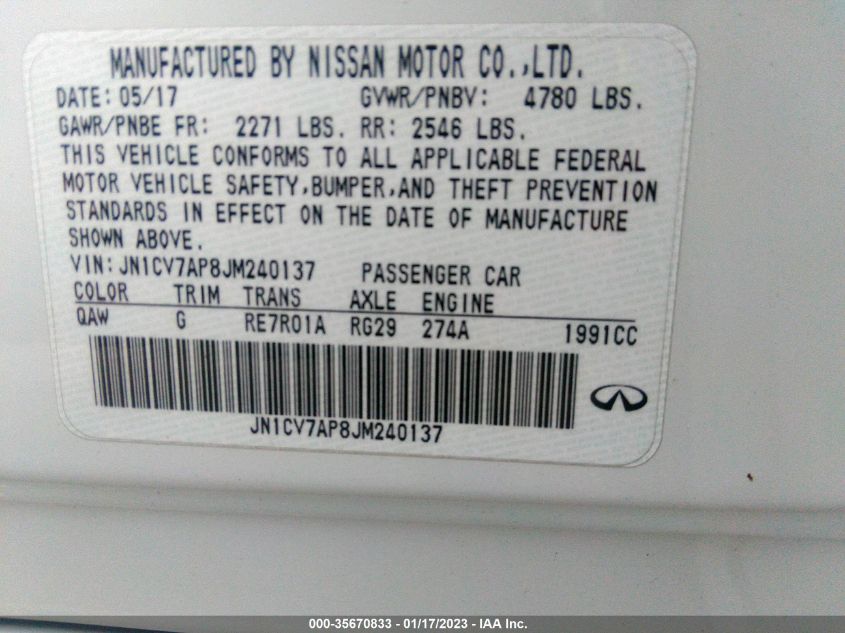 MANUFACTURED BY NISSAN MOTOR CO.,LTD.
DATE: 05/17 GVWR/PNBV: 4780 LBS.
GAWR/PNBE FR: 2271 LBS. RR: 2546 LBS.
THIS VEHICLE CONFORMS TO ALL APPLICABLE FEDERAL
MOTOR VEHICLE SAFETY,BUMPER,AND THEFT PREVENTION
STANDARDS IN EFFECT ON THE DATE OF MANUFACTURE
SHOWN ABOVE.
VIN: JN1CV7AP8JM240137 PASSENGER CAR
COLOR TRIM TRANS AXLE ENGINE
QAW G RE7R01A RG29 274A 1991CC
JN1CV7AP8JM240137
000-35670833 - 01/17/2023 - IAA Inc.